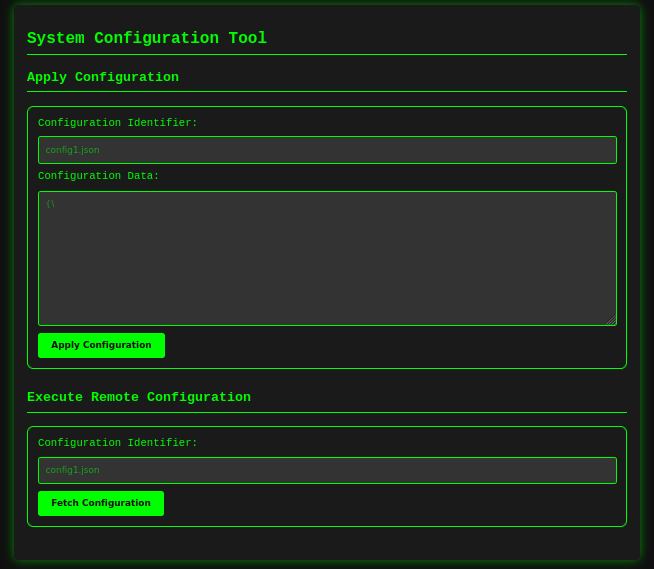 System Configuration Tool
Apply Configuration
Configuration Identifier:
config1.json
Configuration Data:
{\
Apply Configuration
Execute Remote Configuration
Configuration Identifier:
config1.json
Fetch Configuration